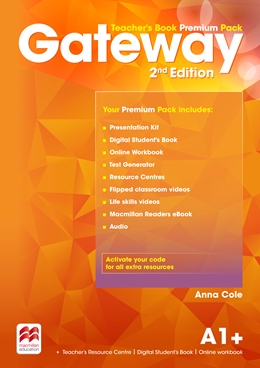 Teacher's Book Premium Pack
Gateway
2nd Edition
Your Premium Pack includes:
Presentation Kit
Digital Student's Book
Online Workbook
Test Generator
Resource Centres
Flipped classroom videos
Life skills videos
Macmillan Readers eBook
Audio
Activate your code
for all extra resources
Anna Cole
A1+
macmillan
education
+ Teacher's Resource Centre | Digital Student's Book | Online workbook